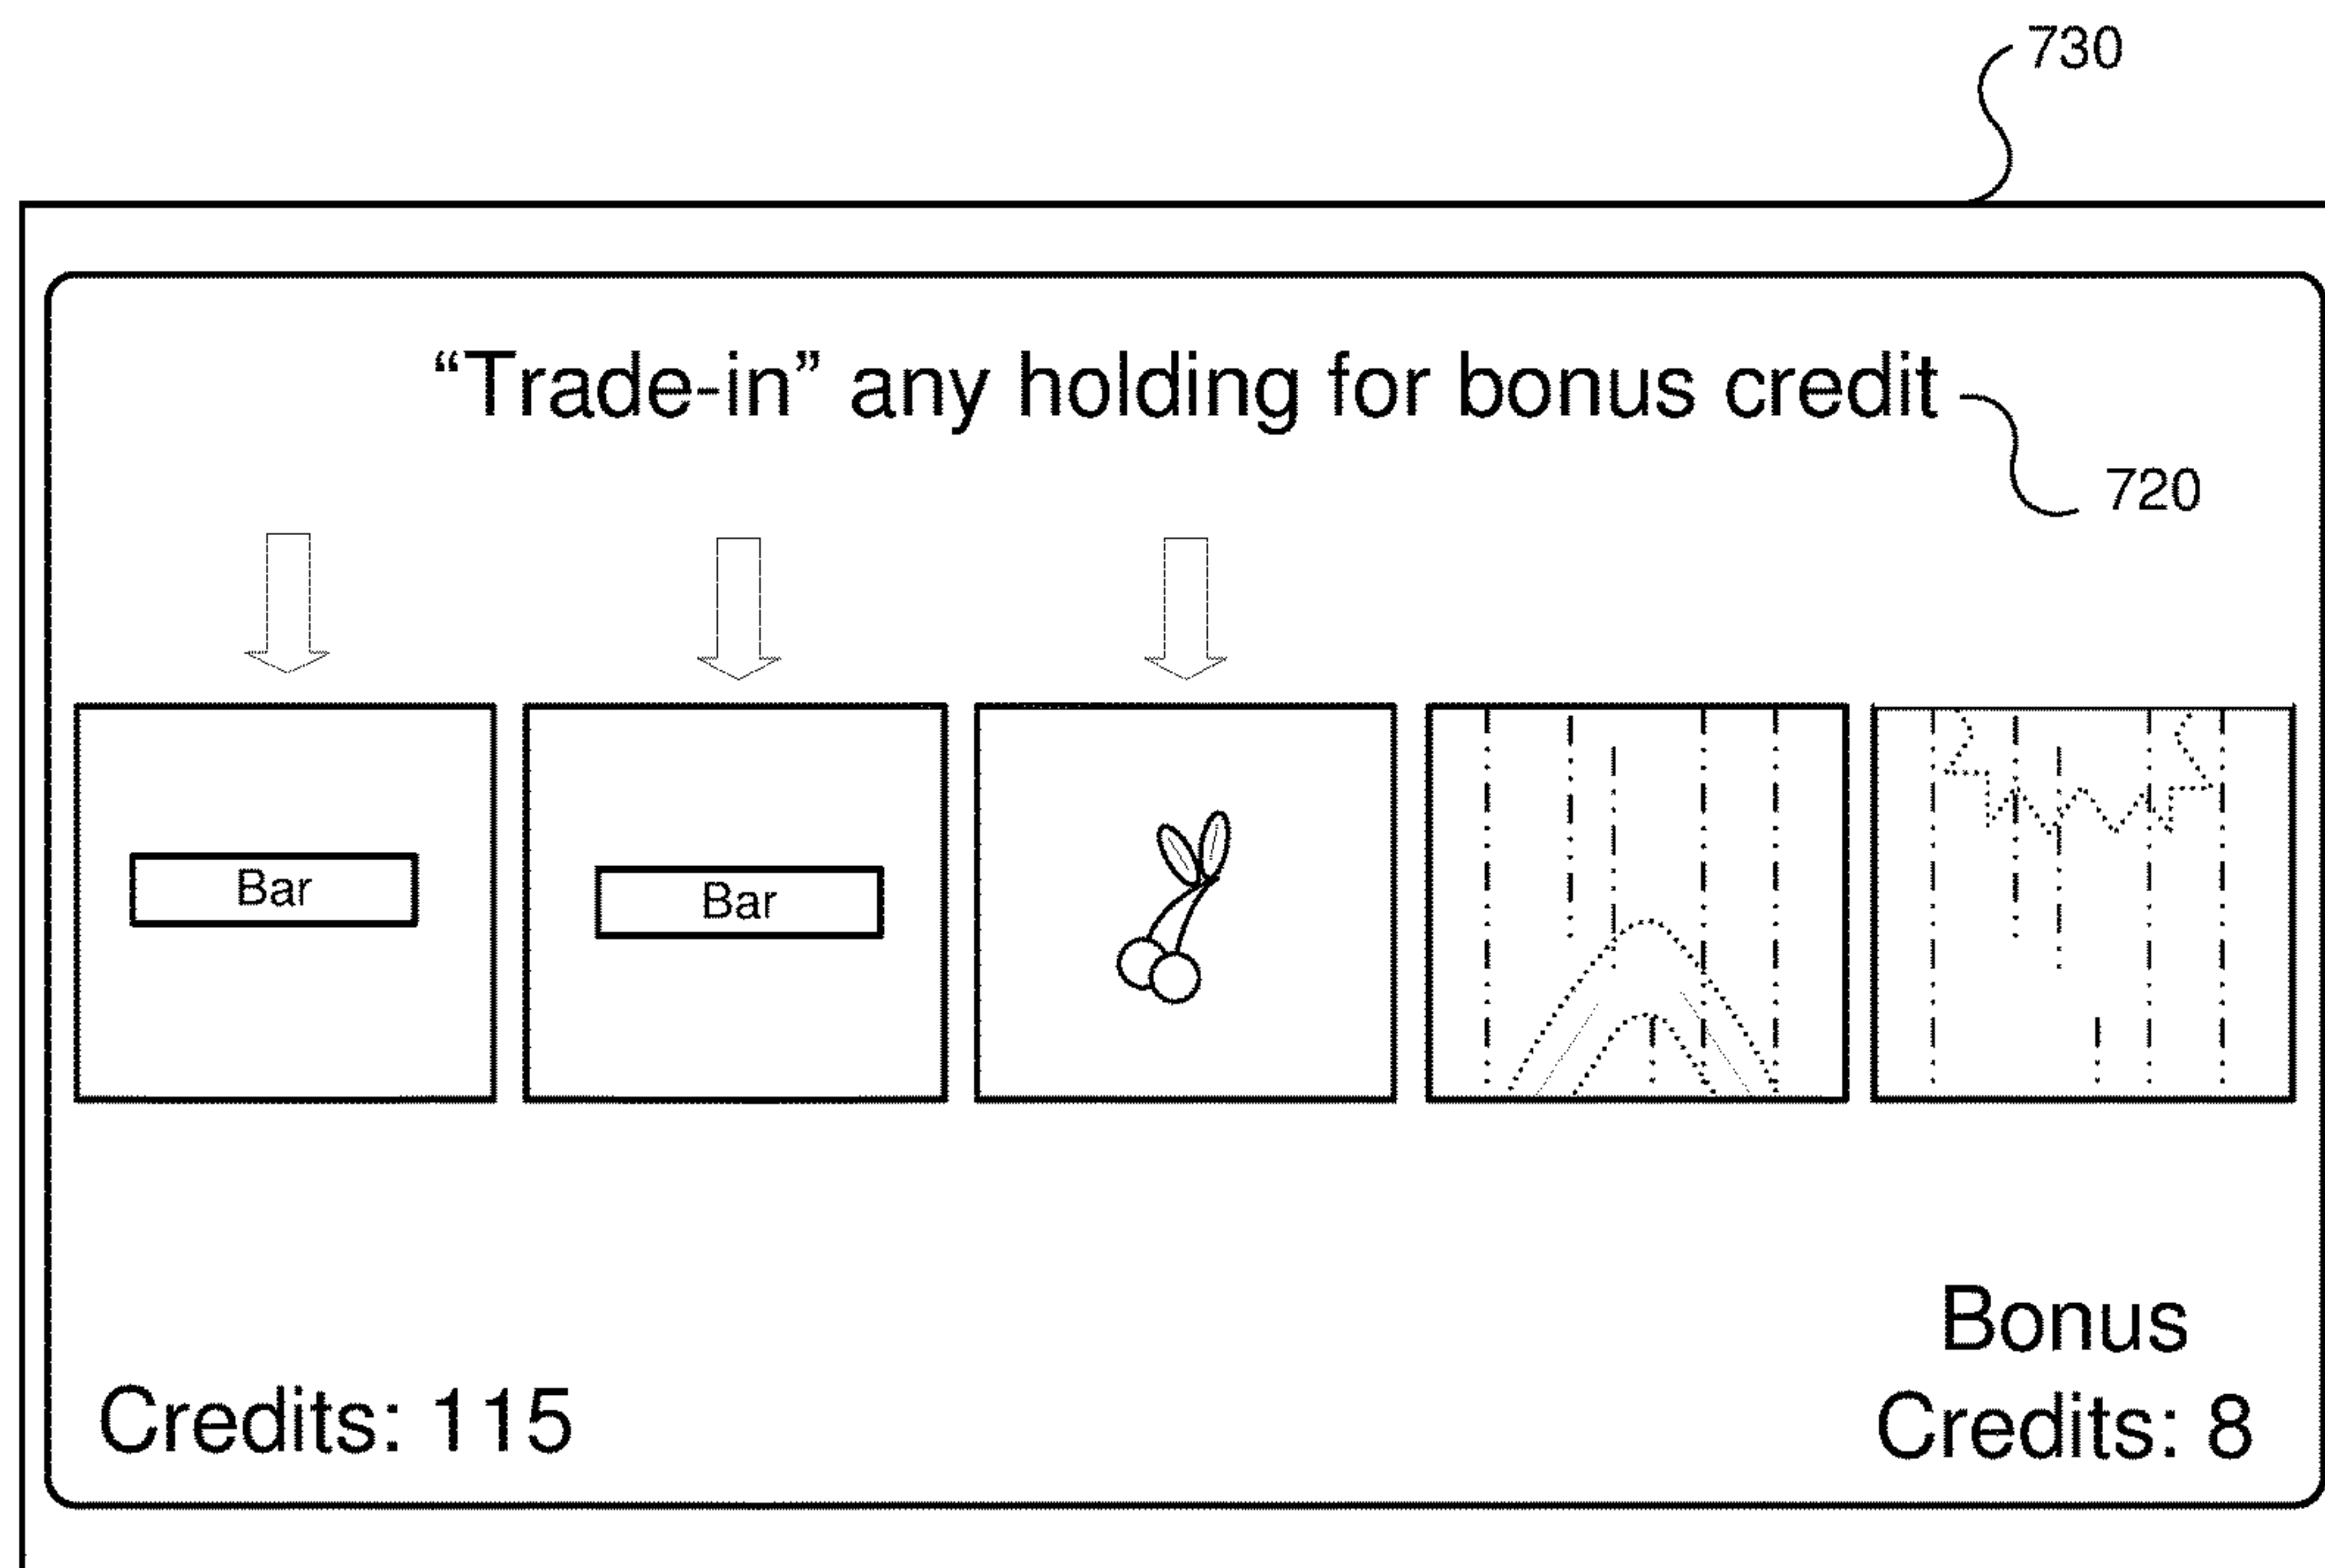 730
“Trade-in” any holding for bonus credit
720
Bar
Bar
Bonus
Credits: 115
Credits: 8